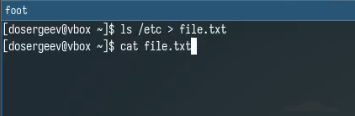 foot
[dosergeev@vbox ~]$ ls /etc > file.txt
[dosergeev@vbox ~]$ cat file.txt